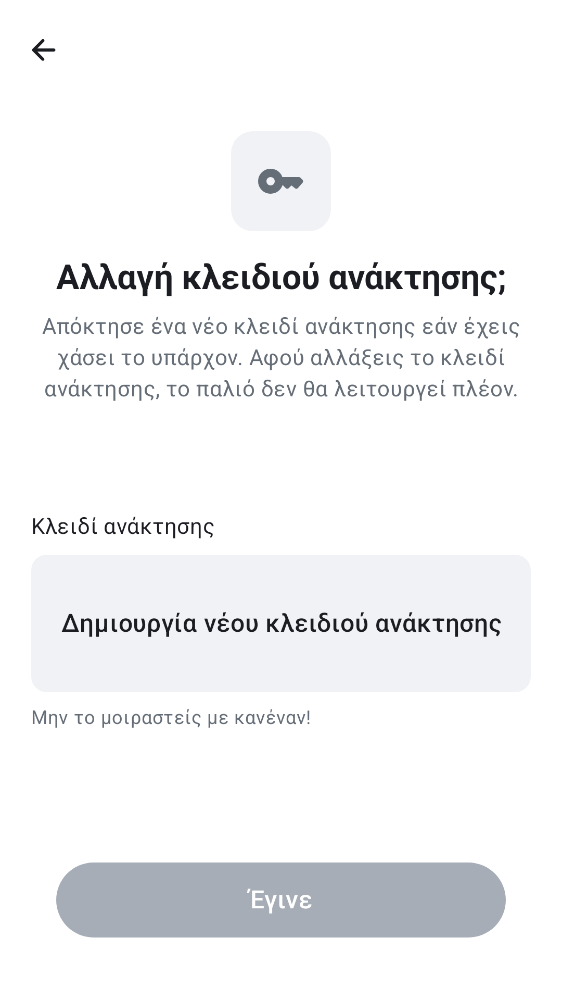 Αλλαγή κλειδιού ανάκτησης;
Απόκτησε ένα νέο κλειδί ανάκτησης εάν έχεις
χάσει το υπάρχον. Αφού αλλάξεις το κλειδί
ανάκτησης, το παλιό δεν θα λειτουργεί πλέον.
Κλειδί ανάκτησης
Δημιουργία νέου κλειδιού ανάκτησης
Μην το μοιραστείς με κανέναν!
Έγινε